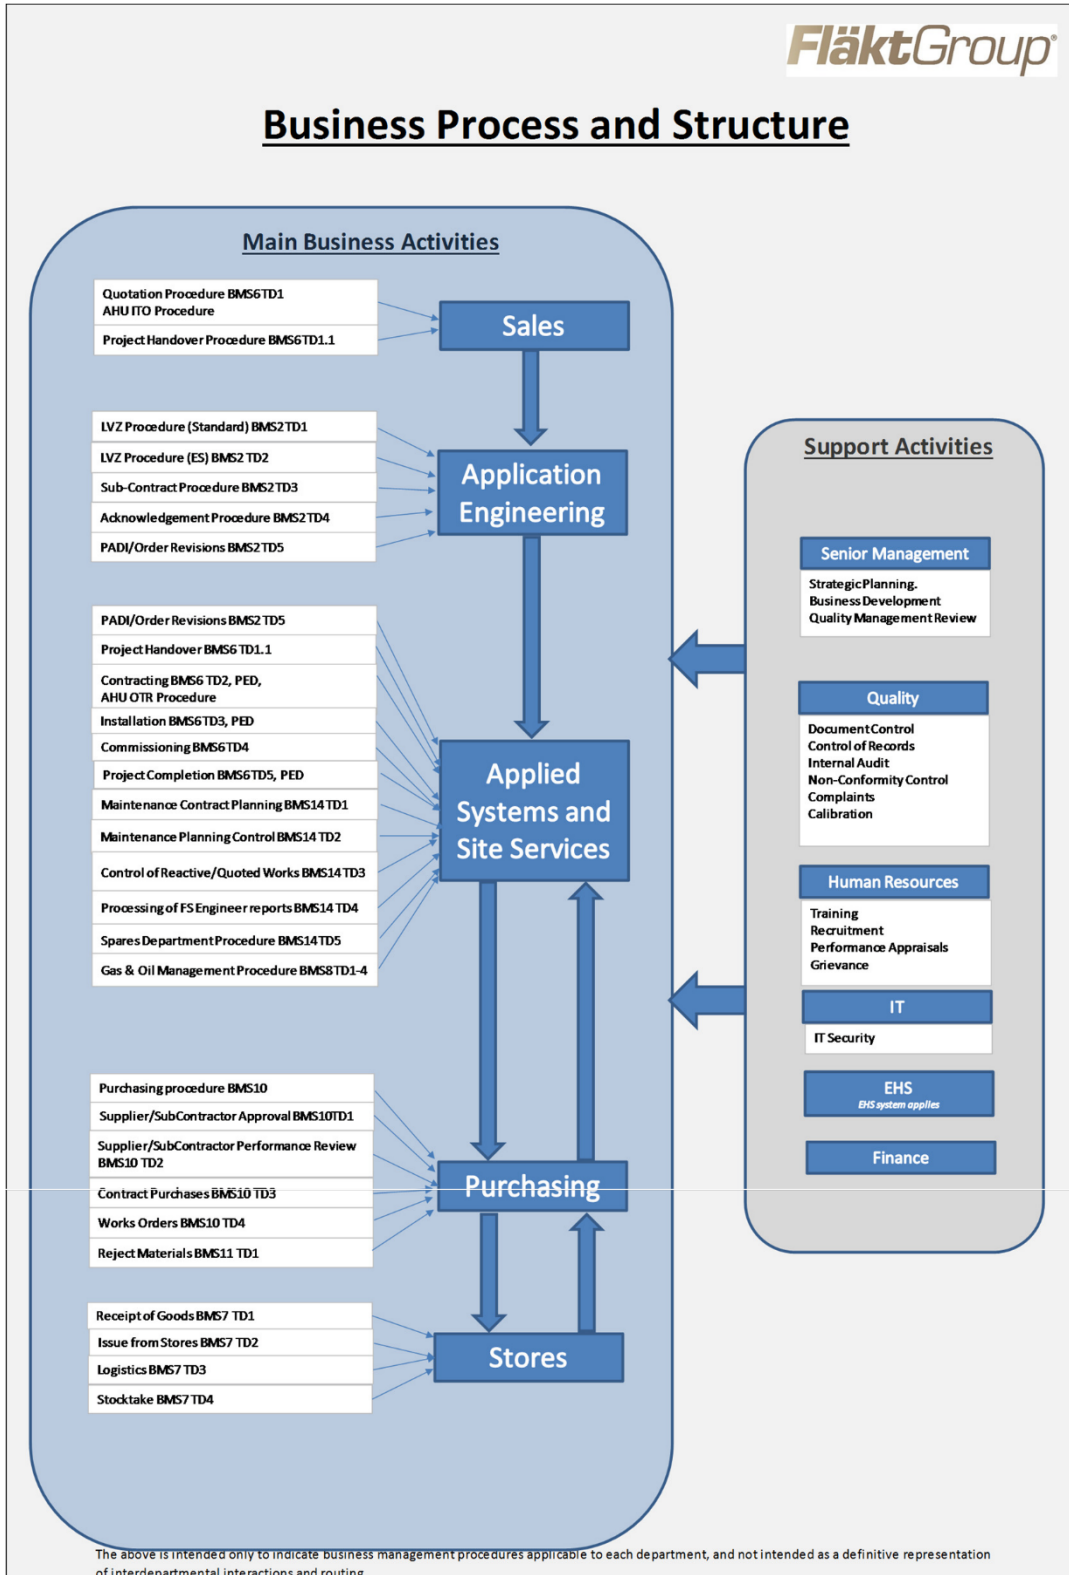 FläktGroup®
Business Process and Structure
Main Business Activities
Quotation Procedure BMS6TD1
AHU ITO Procedure
Project Handover Procedure BMS6TD1.1
Sales
LVZ Procedure (Standard) BMS2TD1
LVZ Procedure (ES) BMS2 TD2
Sub-Contract Procedure BMS2TD3
Acknowledgement Procedure BMS2TD4
PADI/Order Revisions BMS2TD5
Application
Engineering
PADI/Order Revisions BMS2 TD5
Project Handover BMS6 TD1.1
Contracting BMS6 TD2, PED,
AHU OTR Procedure
Installation BMS6TD3, PED
Commissioning BMS6TD4
Project Completion BMS6TD5, PED
Maintenance Contract Planning BMS14 TD1
Maintenance Planning Control BMS14 TD2
Control of Reactive/Quoted Works BMS14 TD3
Processing of FS Engineer reports BMS14 TD4
Spares Department Procedure BMS14TD5
Gas & Oil Management Procedure BMS8TD1-4
Applied
Systems and
Site Services
Purchasing procedure BMS10
Supplier/SubContractor Approval BMS10TD1
Supplier/SubContractor Performance Review
BMS10 TD2
Contract Purchases BMS10 TD3
Works Orders BMS10 TD4
Reject Materials BMS11 TD1
Purchasing
Receipt of Goods BMS7 TD1
Issue from Stores BMS7 TD2
Logistics BMS7 TD3
Stocktake BMS7 TD4
Stores
Support Activities
Senior Management
Strategic Planning.
Business Development
Quality Management Review
Quality
Document Control
Control of Records
Internal Audit
Non-Conformity Control
Complaints
Calibration
Human Resources
Training
Recruitment
Performance Appraisals
Grievance
IT
IT Security
EHS
EHS system applies
Finance
The above is intended only to indicate business management procedures applicable to each department, and not intended as a definitive representation
of interdepartmental interactions and routing